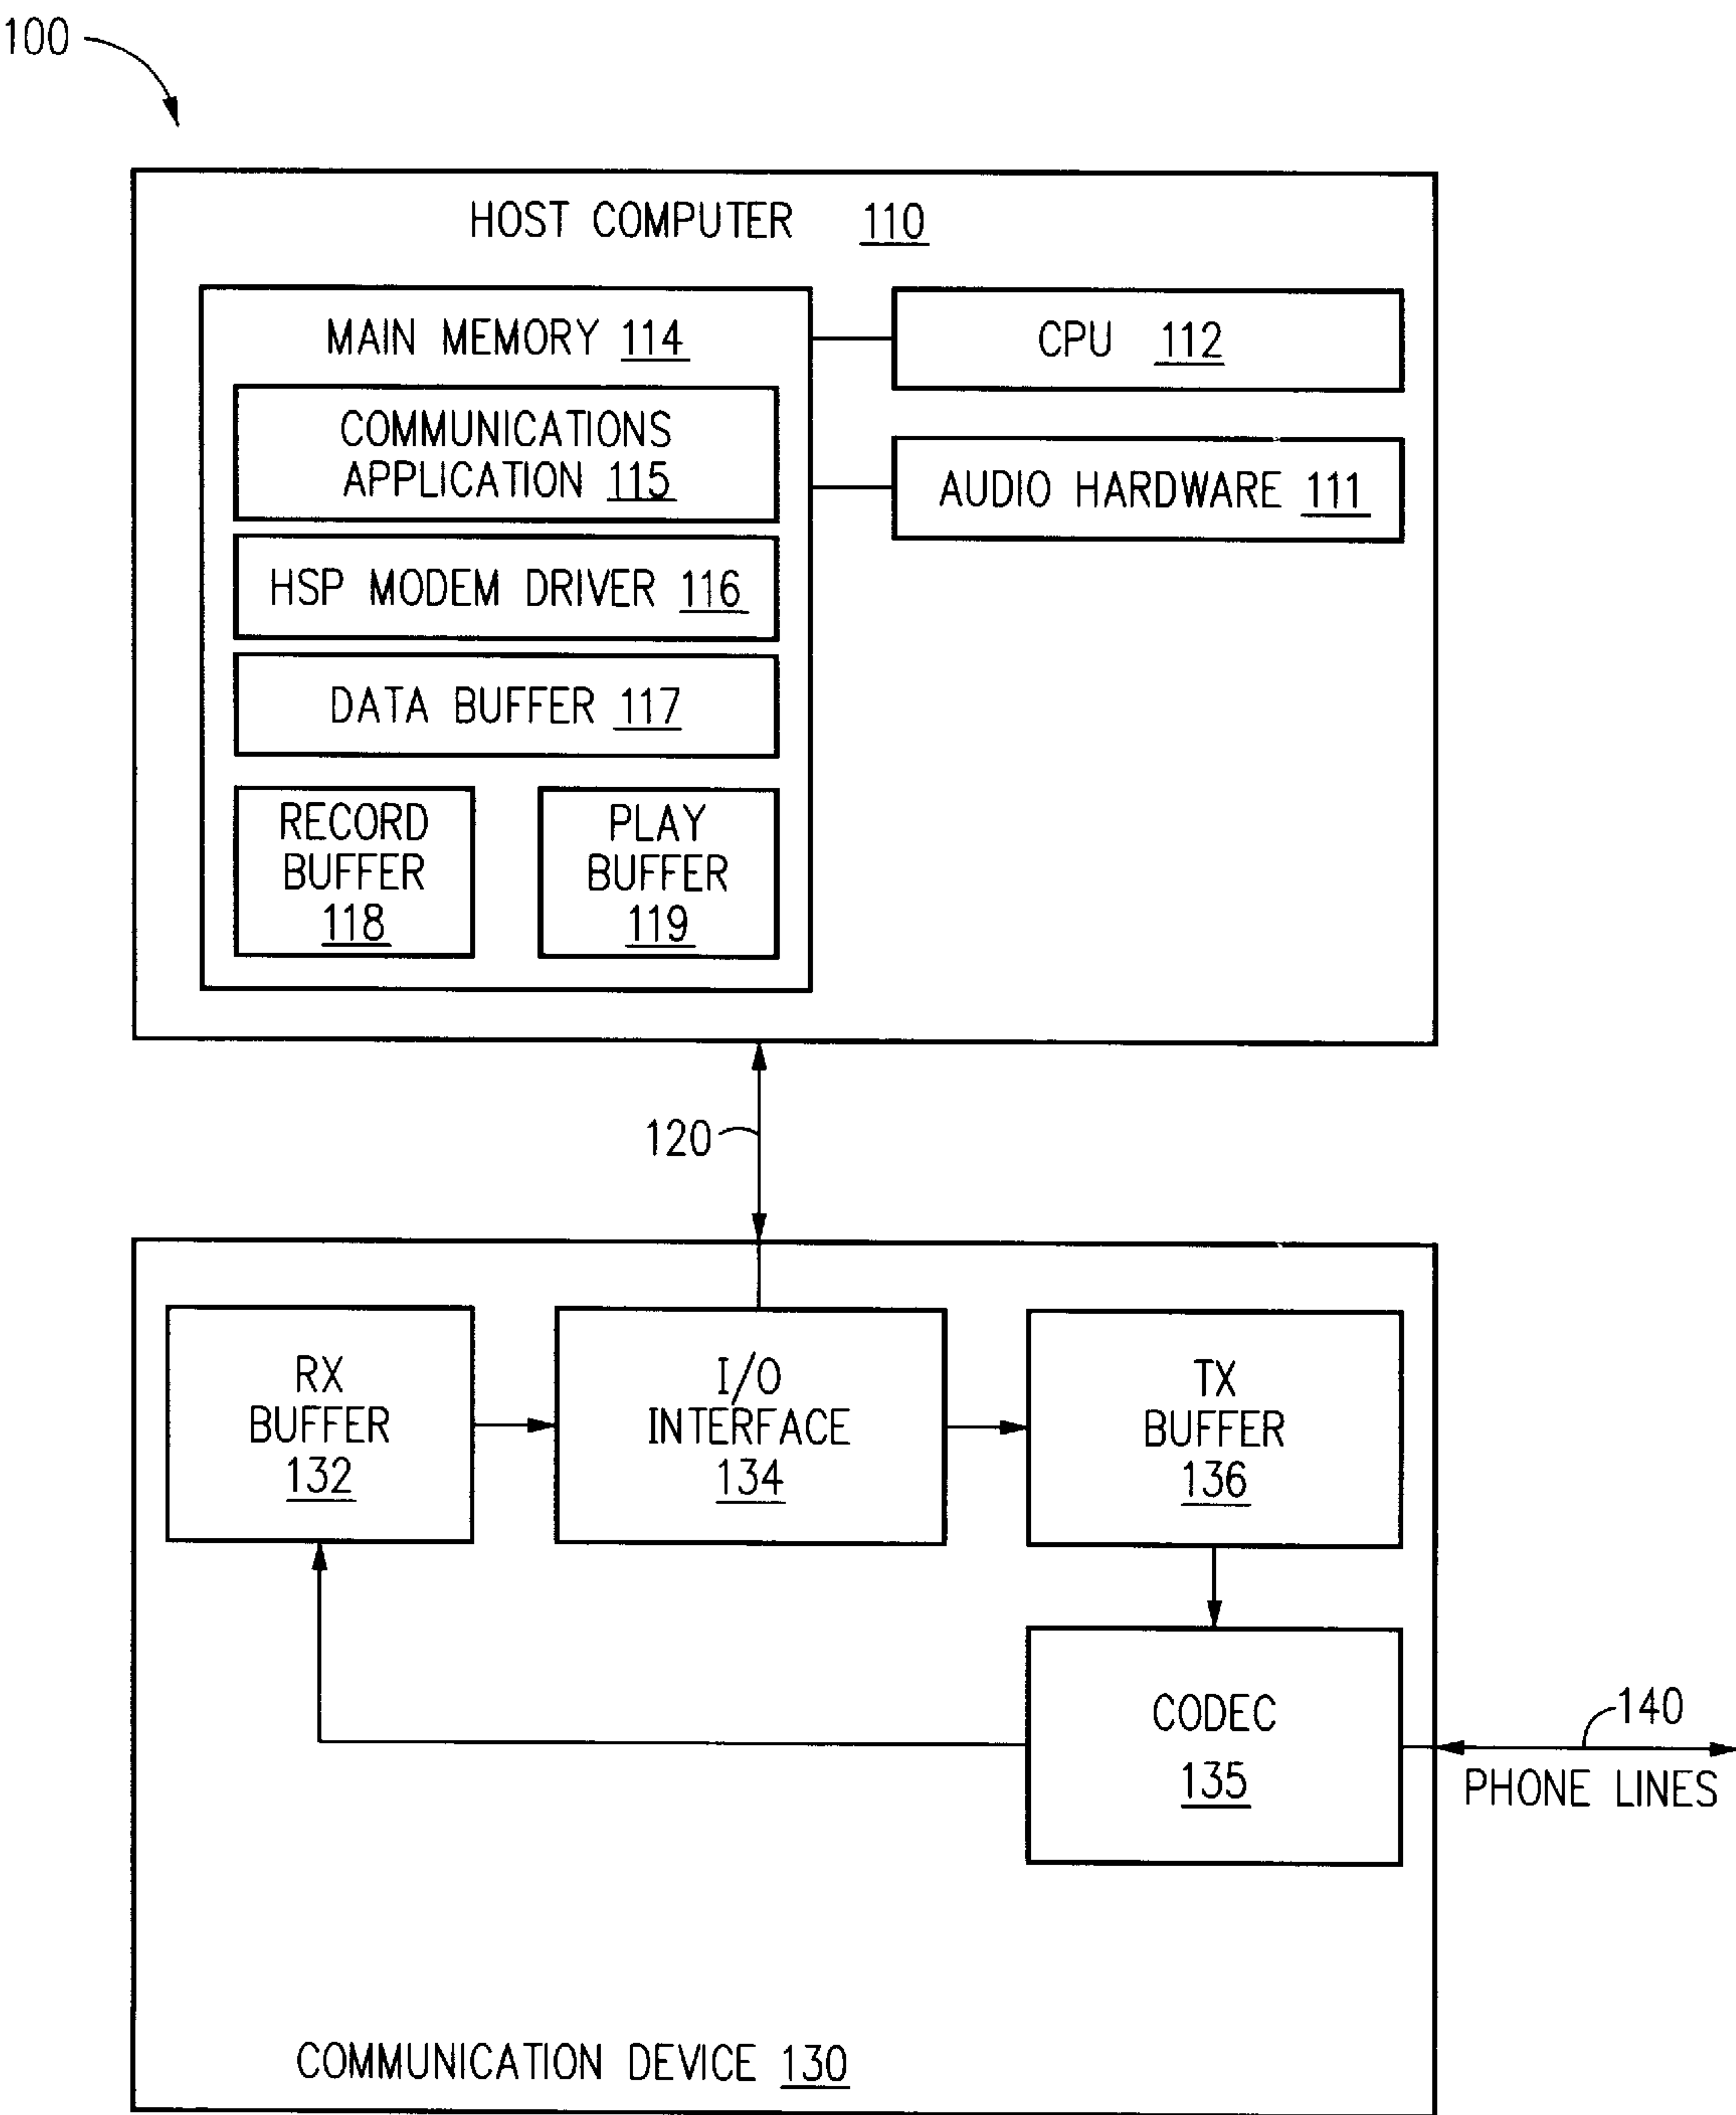 100
HOST COMPUTER 110
MAIN MEMORY 114
CPU 112
COMMUNICATIONS
APPLICATION 115
AUDIO HARDWARE 111
HSP MODEM DRIVER 116
DATA BUFFER 117
RECORD
BUFFER
118
PLAY
BUFFER
119
120
RX
BUFFER
132
I/O
INTERFACE
134
TX
BUFFER
136
CODEC
135
140
PHONE LINES
COMMUNICATION DEVICE 130